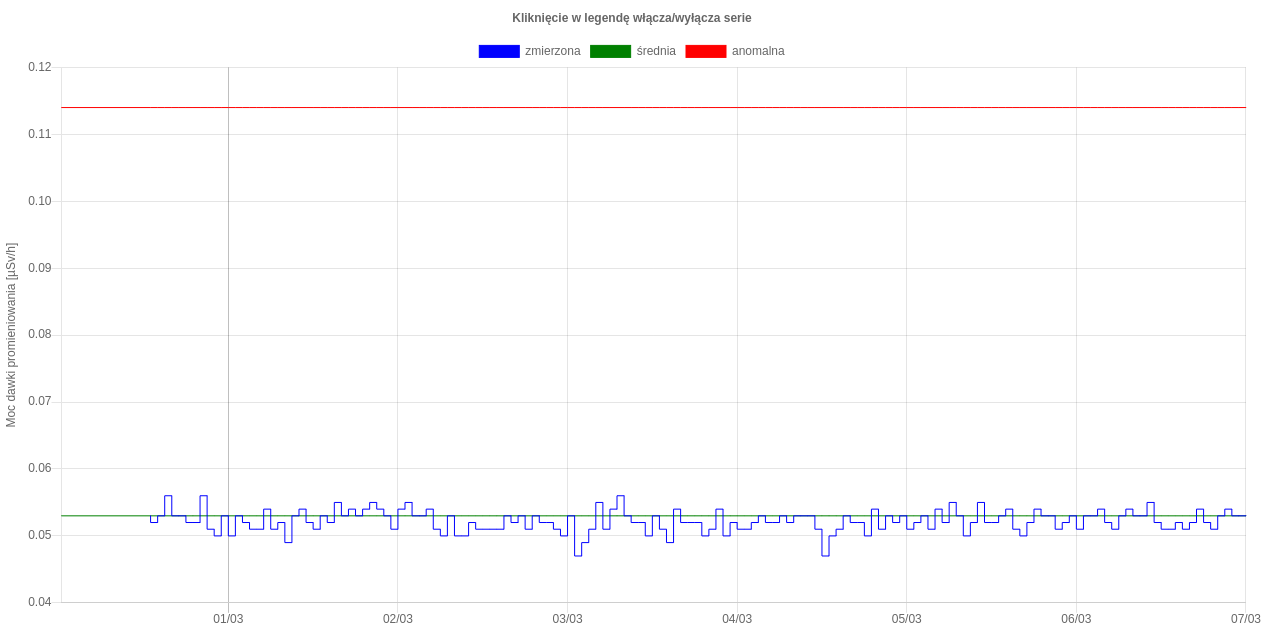 Kliknięcie w legendę włącza/wyłącza serie
zmierzona średnia anomalna
Moc dawki promieniowania [µSv/h]
0.12
0.11
0.10
0.09
0.08
0.07
0.06
0.05
0.04
01/03 02/03 03/03 04/03 05/03 06/03 07/03